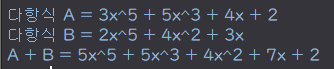 다항식 A = 3x^5 + 5x^3 + 4x + 2
다항식 B = 2x^5 + 4x^2 + 3x
A + B = 5x^5 + 5x^3 + 4x^2 + 7x + 2